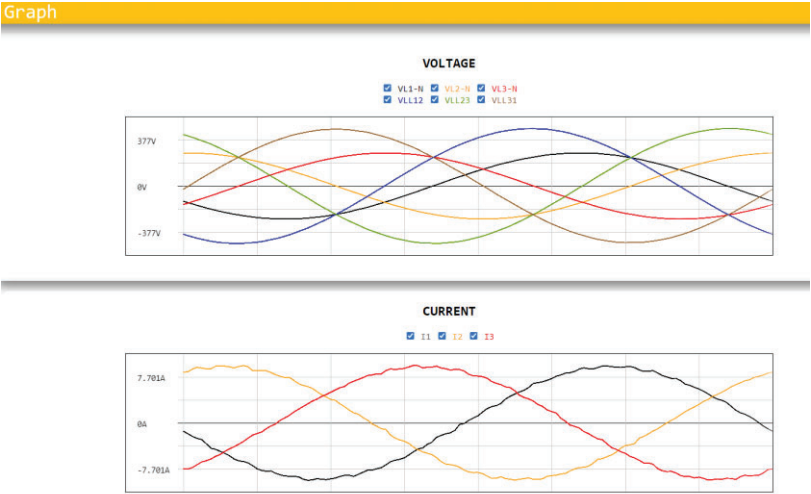 Graph
VOLTAGE
VL1-N VL2-N VL3-N
VLL12 VLL23 VLL31
377V
0V
-377V
CURRENT
I1 I2 I3
7.701A
0A
-7.701A